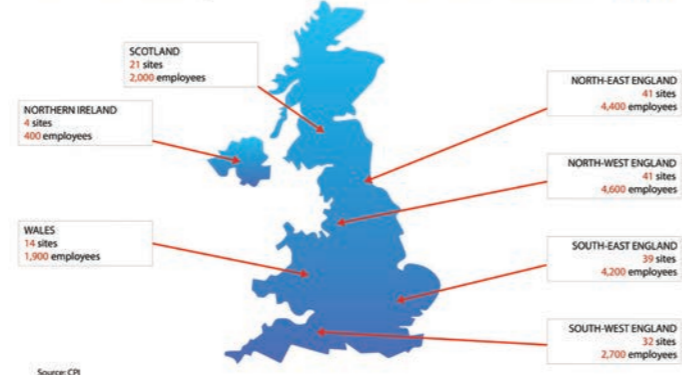 SCOTLAND
21 sites
2,000 employees
NORTHERN IRELAND
4 sites
400 employees
WALES
14 sites
1,900 employees
NORTH-EAST ENGLAND
41 sites
4,400 employees
NORTH-WEST ENGLAND
41 sites
4,600 employees
SOUTH-EAST ENGLAND
39 sites
4,200 employees
SOUTH-WEST ENGLAND
32 sites
2,700 employees
Source: CPI